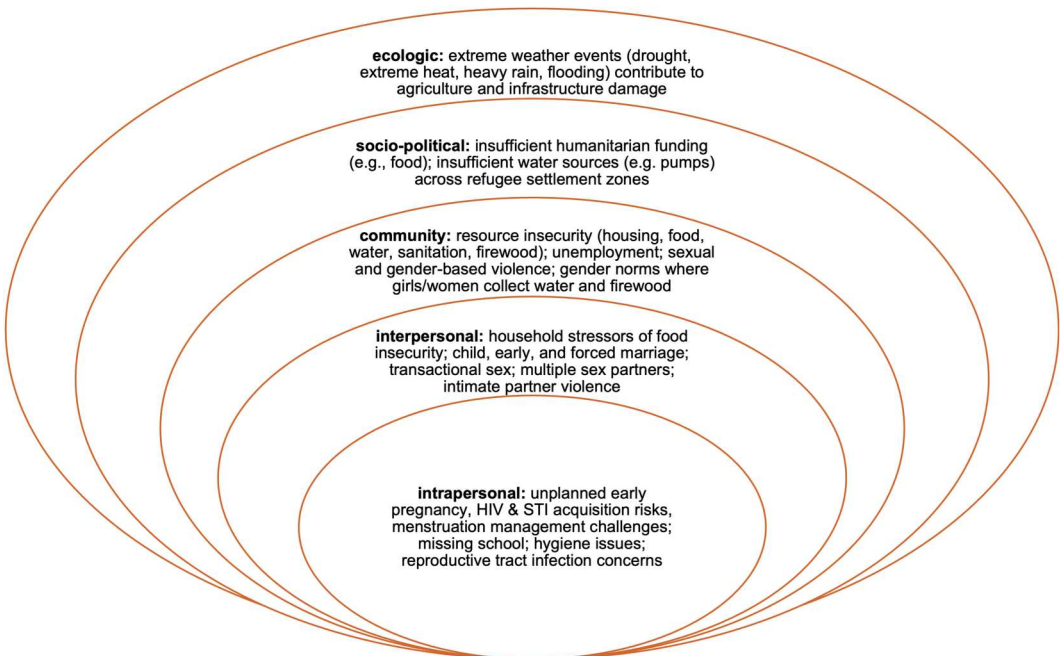 ecologic: extreme weather events (drought,
extreme heat, heavy rain, flooding) contribute to
agriculture and infrastructure damage
socio-political: insufficient humanitarian funding
(e.g., food); insufficient water sources (e.g. pumps)
across refugee settlement zones
community: resource insecurity (housing, food,
water, sanitation, firewood); unemployment; sexual
and gender-based violence; gender norms where
girls/women collect water and firewood
interpersonal: household stressors of food
insecurity; child, early, and forced marriage;
transactional sex; multiple sex partners;
intimate partner violence
intrapersonal: unplanned early
pregnancy, HIV & STI acquisition risks,
menstruation management challenges;
missing school; hygiene issues;
reproductive tract infection concerns